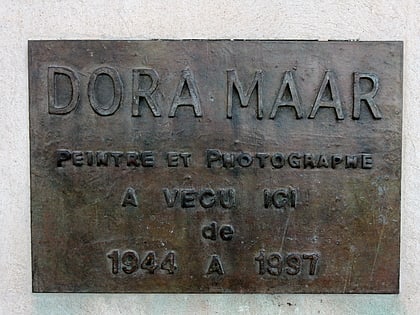 DORA MAAR
PEINTRE ET PHOTOGRAPHE
A VECU ICI
de
1944 A 1997